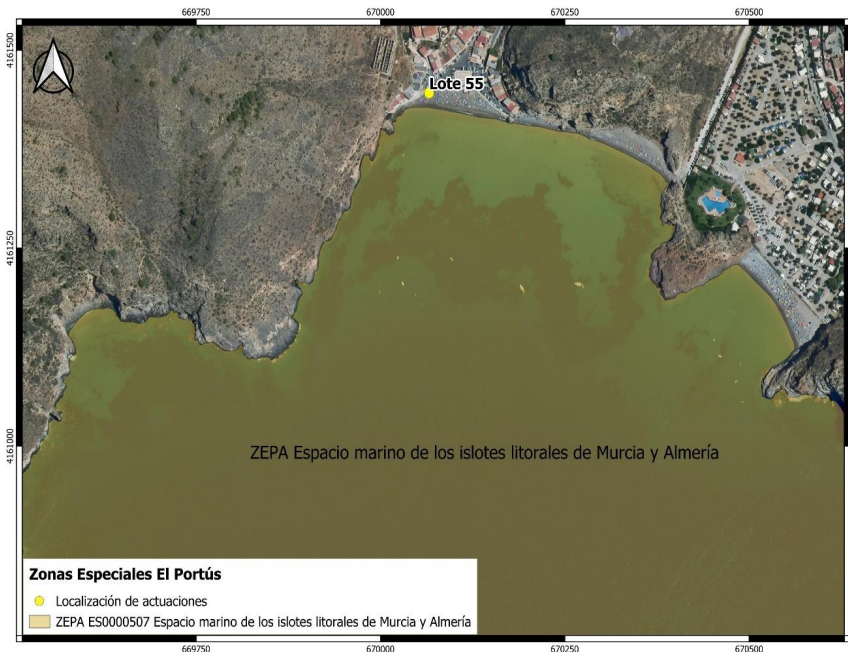 669750 670000 670250 670500
4161500
Lote 55
4161250
4161000
ZEPA Espacio marino de los islotes litorales de Murcia y Almería
Zonas Especiales El Portús
Localización de actuaciones
ZEPA ES0000507 Espacio marino de los islotes litorales de Murcia y Almería
669750 670000 670250 670500